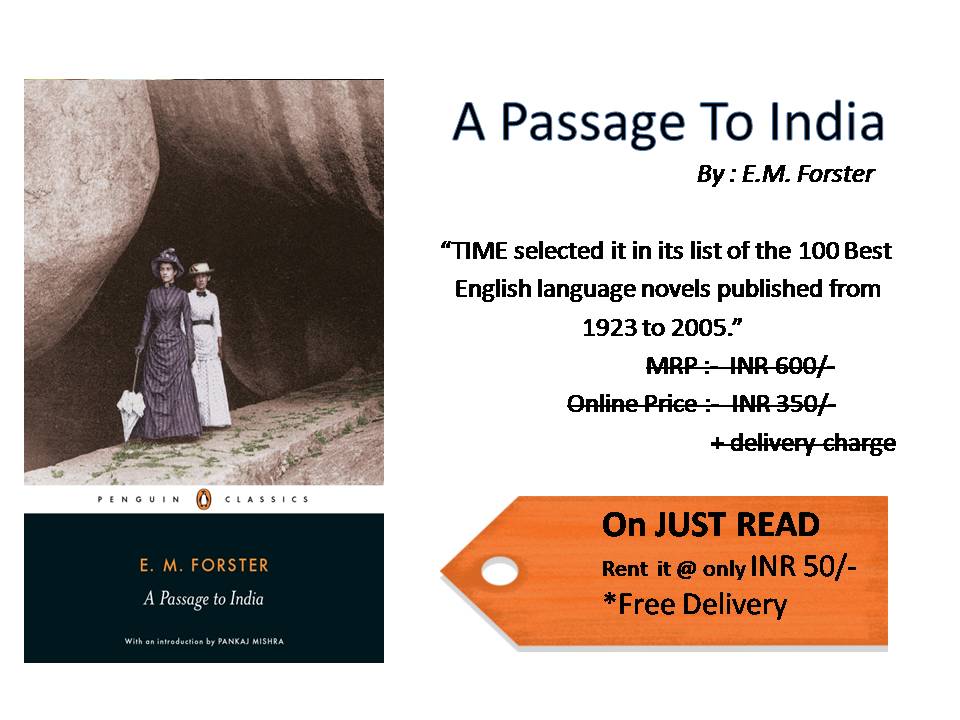 A Passage To India
By : E.M. Forster
“TIME selected it in its list of the 100 Best
English language novels published from
1923 to 2005.”
MRP :- INR 600/-
Online Price :- INR 350/-
+ delivery charge
On JUST READ
Rent it @ only INR 50/-
*Free Delivery
PENGUIN CLASSICS
E. M. FORSTER
A Passage to India
With an introduction by PANKAJ MISHRA